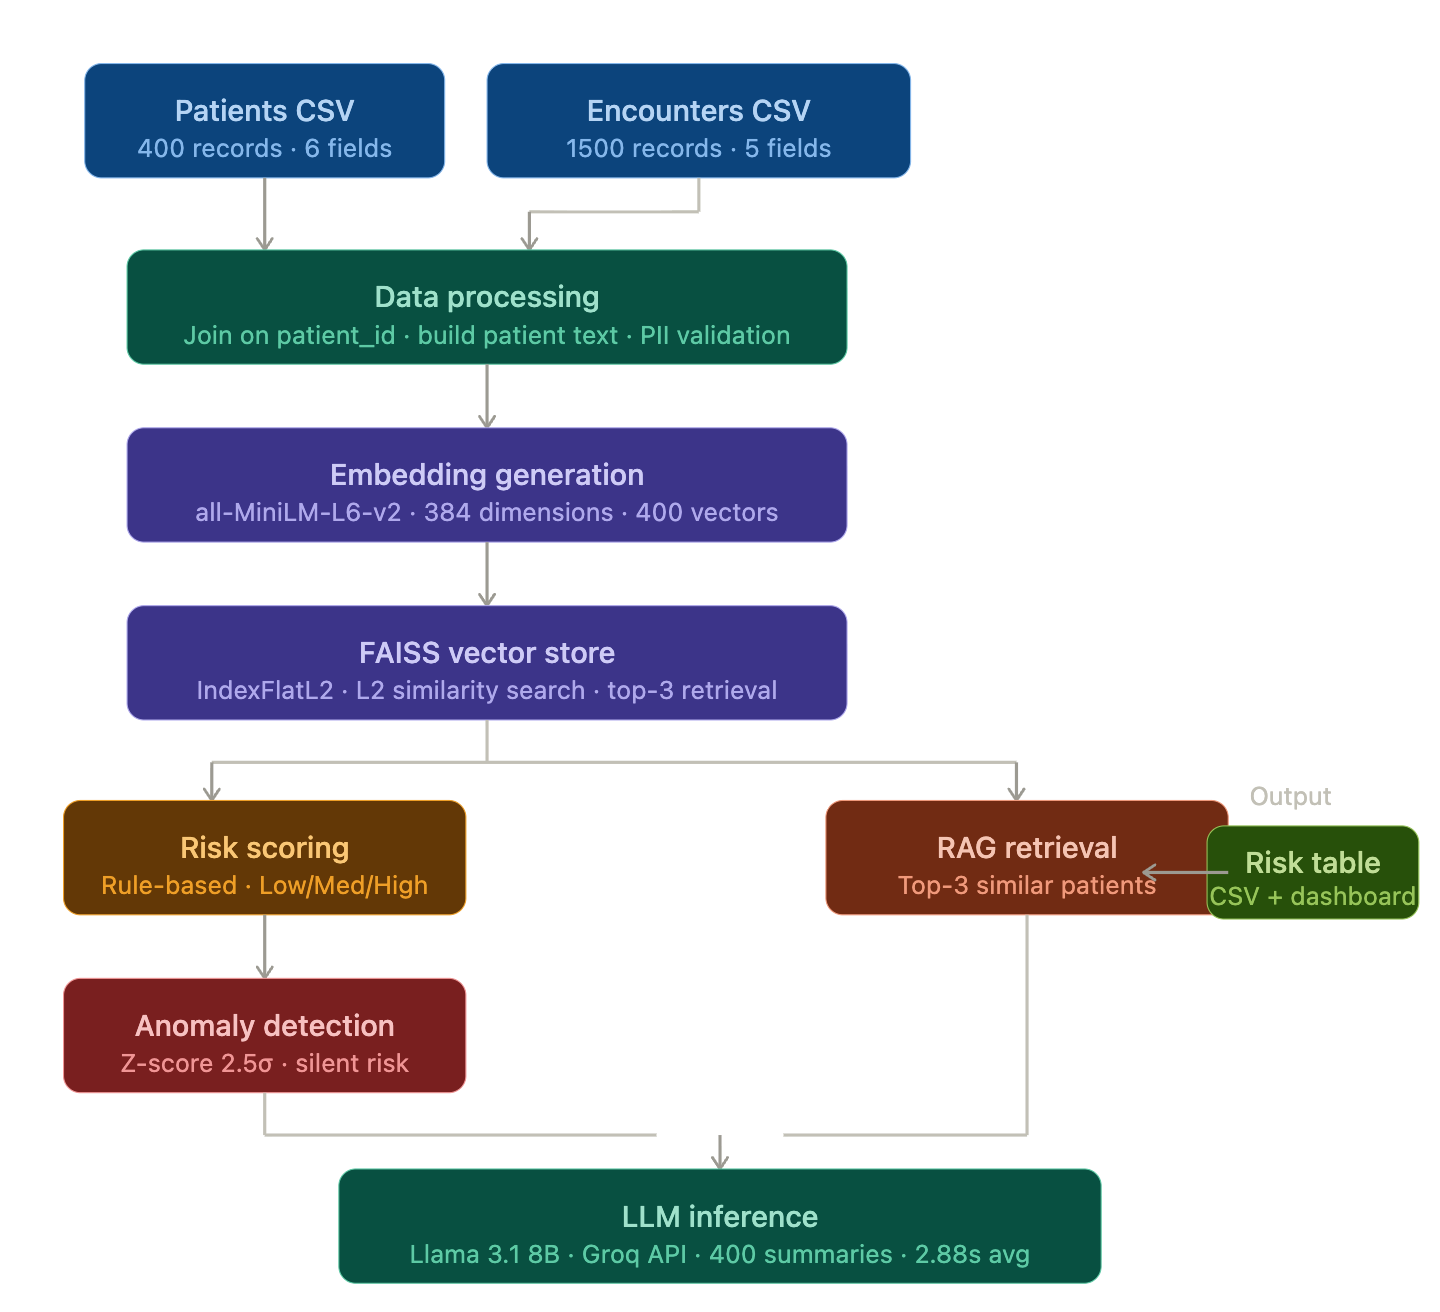 Patients CSV
400 records · 6 fields
Encounters CSV
1500 records · 5 fields
Data processing
Join on patient_id · build patient text · PII validation
Embedding generation
all-MiniLM-L6-v2 · 384 dimensions · 400 vectors
FAISS vector store
IndexFlatL2 · L2 similarity search · top-3 retrieval
Risk scoring
Rule-based · Low/Med/High
RAG retrieval
Top-3 similar patients
Output
Risk table
CSV + dashboard
Anomaly detection
Z-score 2.5σ · silent risk
LLM inference
Llama 3.1 8B · Groq API · 400 summaries · 2.88s avg